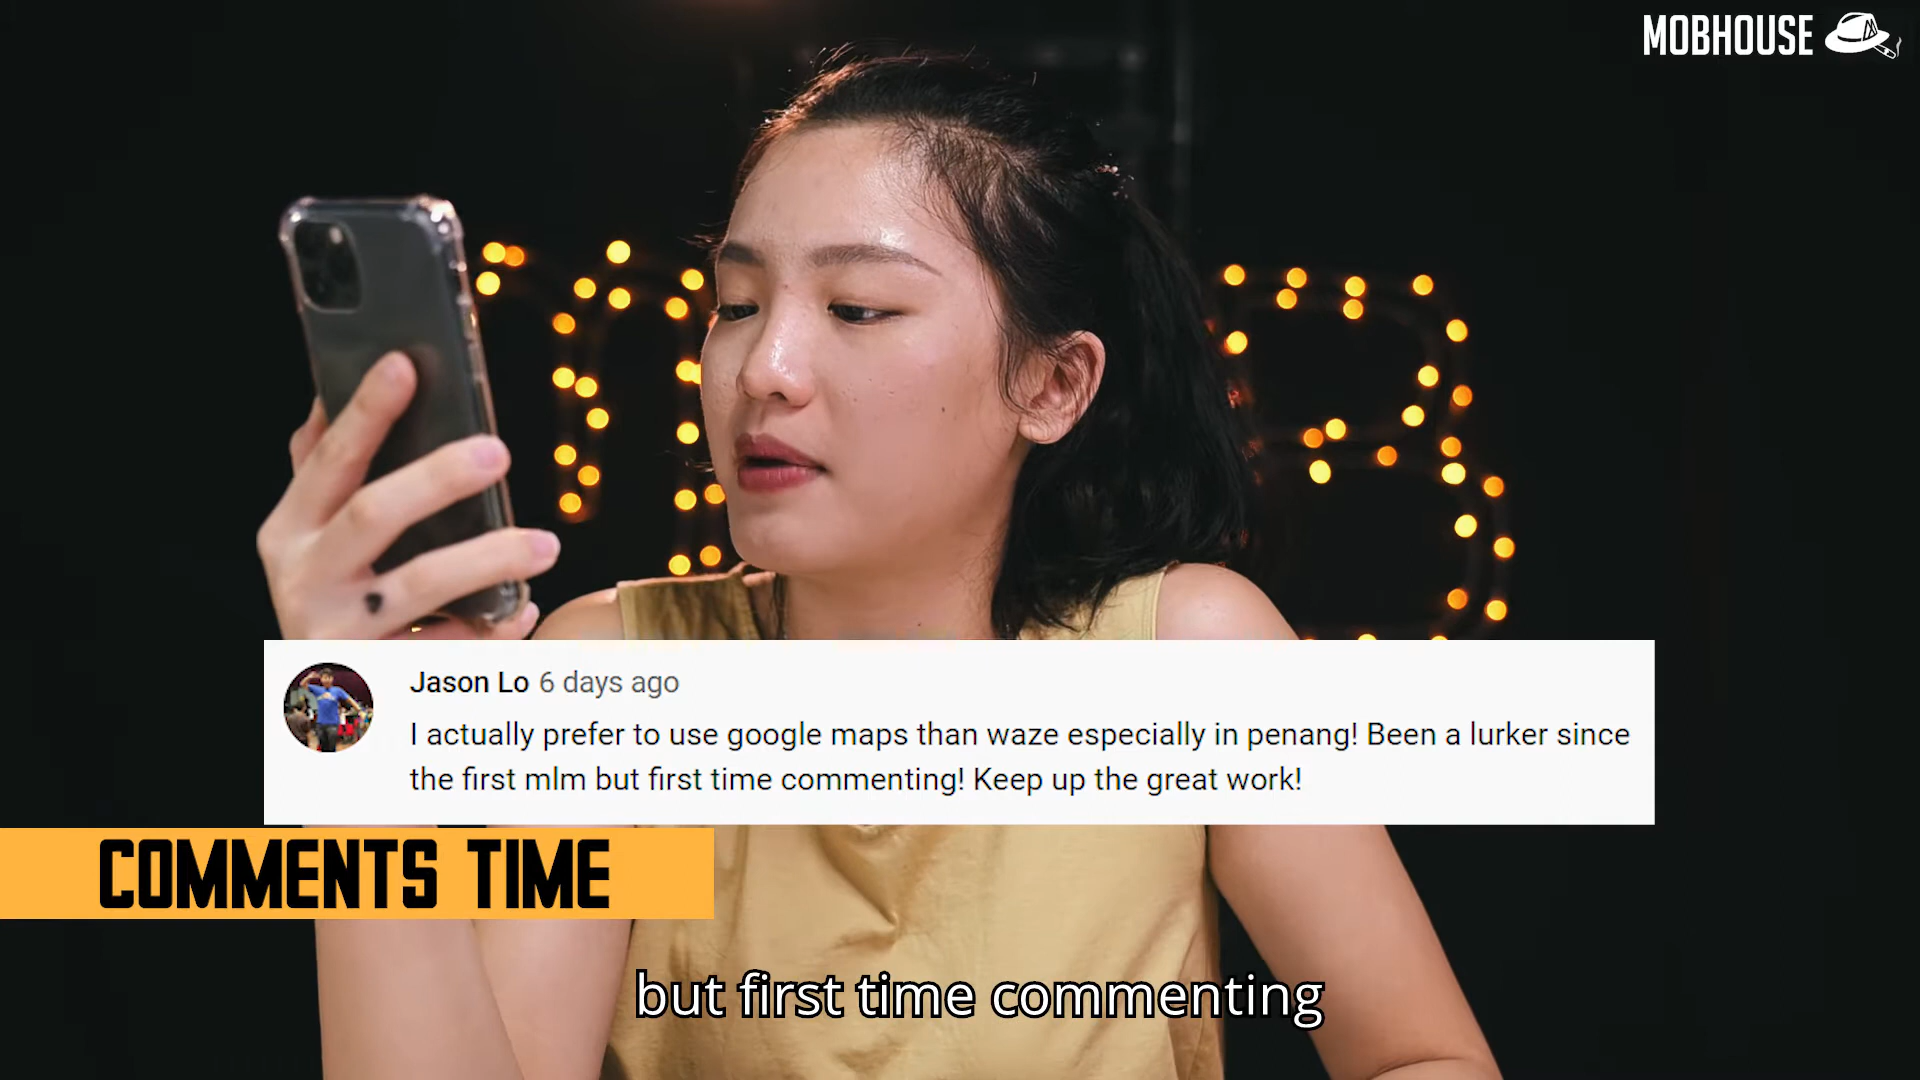 MOBHOUSE
Jason Lo 6 days ago
I actually prefer to use google maps than waze especially in penang! Been a lurker since
the first mlm but first time commenting! Keep up the great work!
COMMENTS TIME
but first time commenting